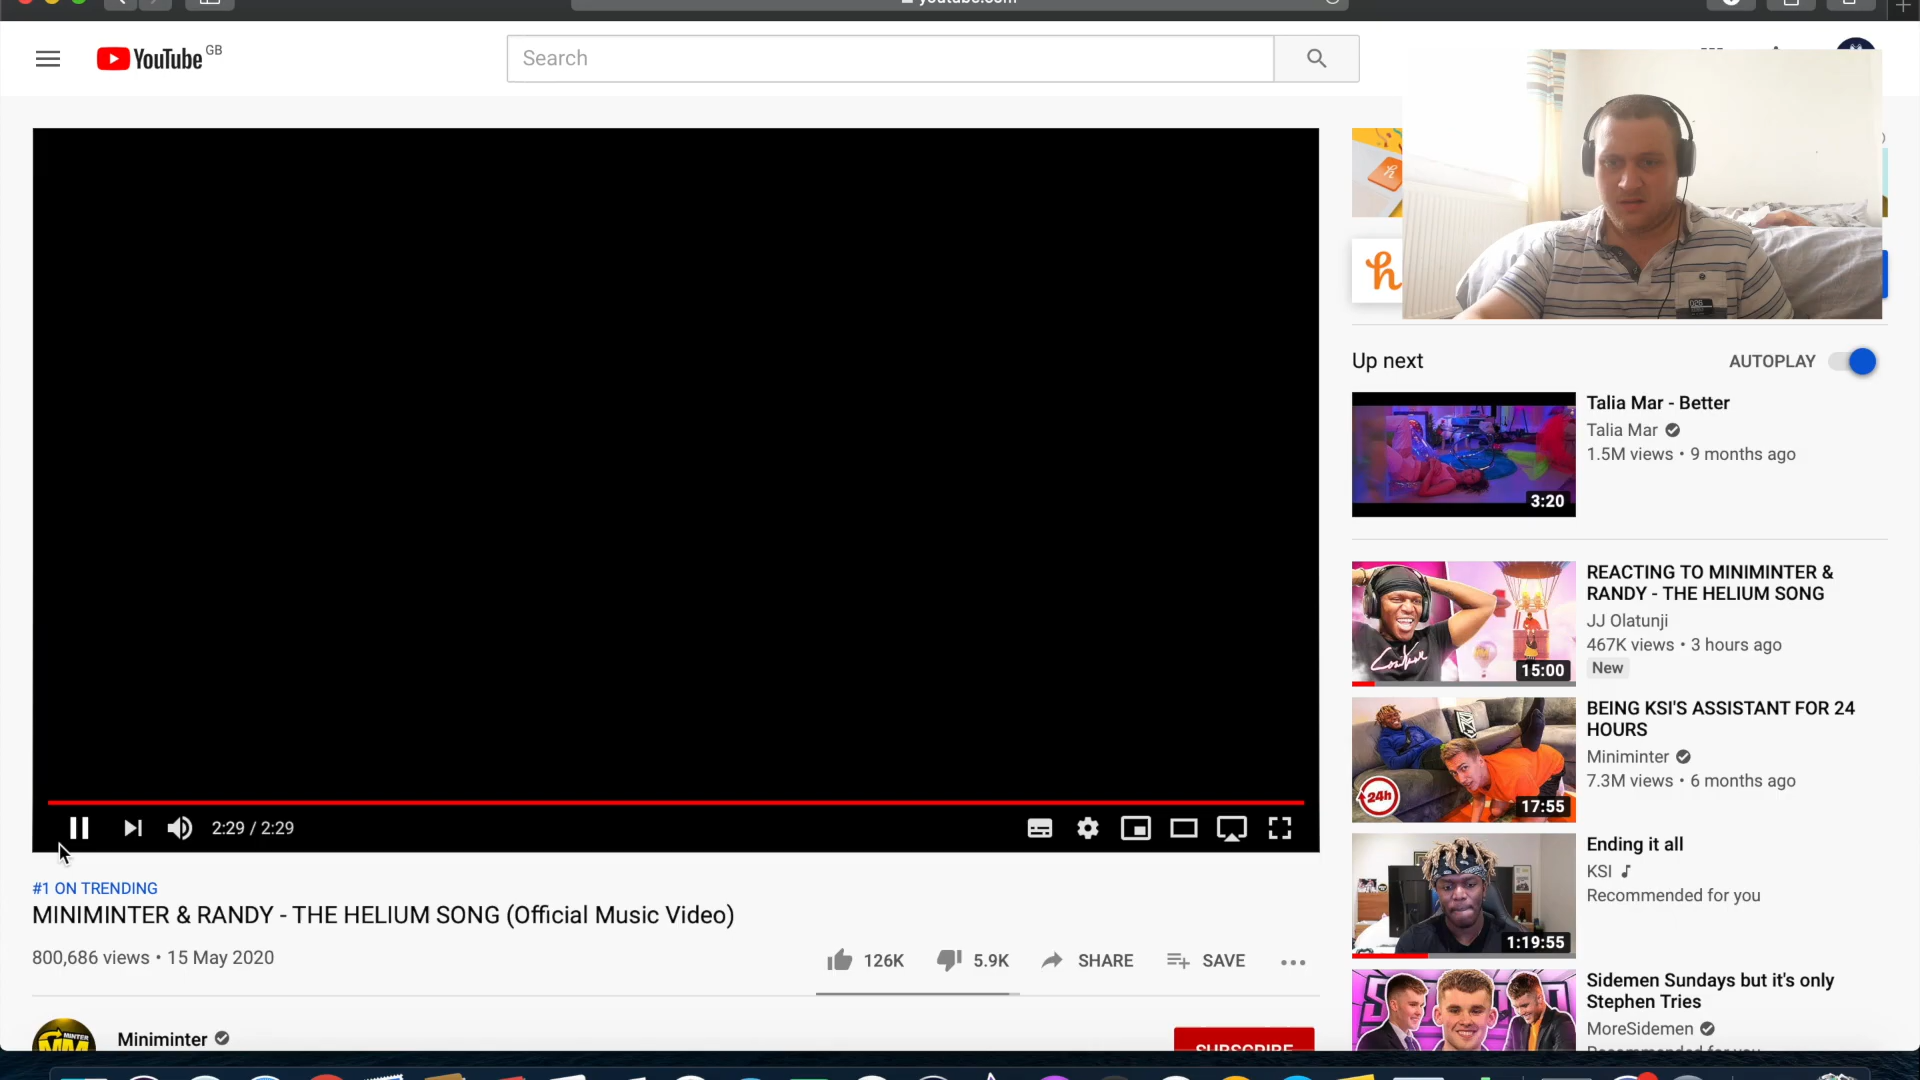 YouTube GB
Search
2:29 / 2:29
#1 ON TRENDING
MINIMINTER & RANDY - THE HELIUM SONG (Official Music Video)
800,686 views • 15 May 2020
126K
5.9K
SHARE
SAVE
Miniminter
SUBSCRIBE
Up next
AUTOPLAY
3:20
Talia Mar - Better
Talia Mar
1.5M views • 9 months ago
15:00
REACTING TO MINIMINTER &
RANDY - THE HELIUM SONG
JJ Olatunji
467K views • 3 hours ago
New
24h
17:55
BEING KSI'S ASSISTANT FOR 24
HOURS
Miniminter
7.3M views • 6 months ago
1:19:55
Ending it all
KSI
Recommended for you
Sidemen Sundays but it's only
Stephen Tries
MoreSidemen